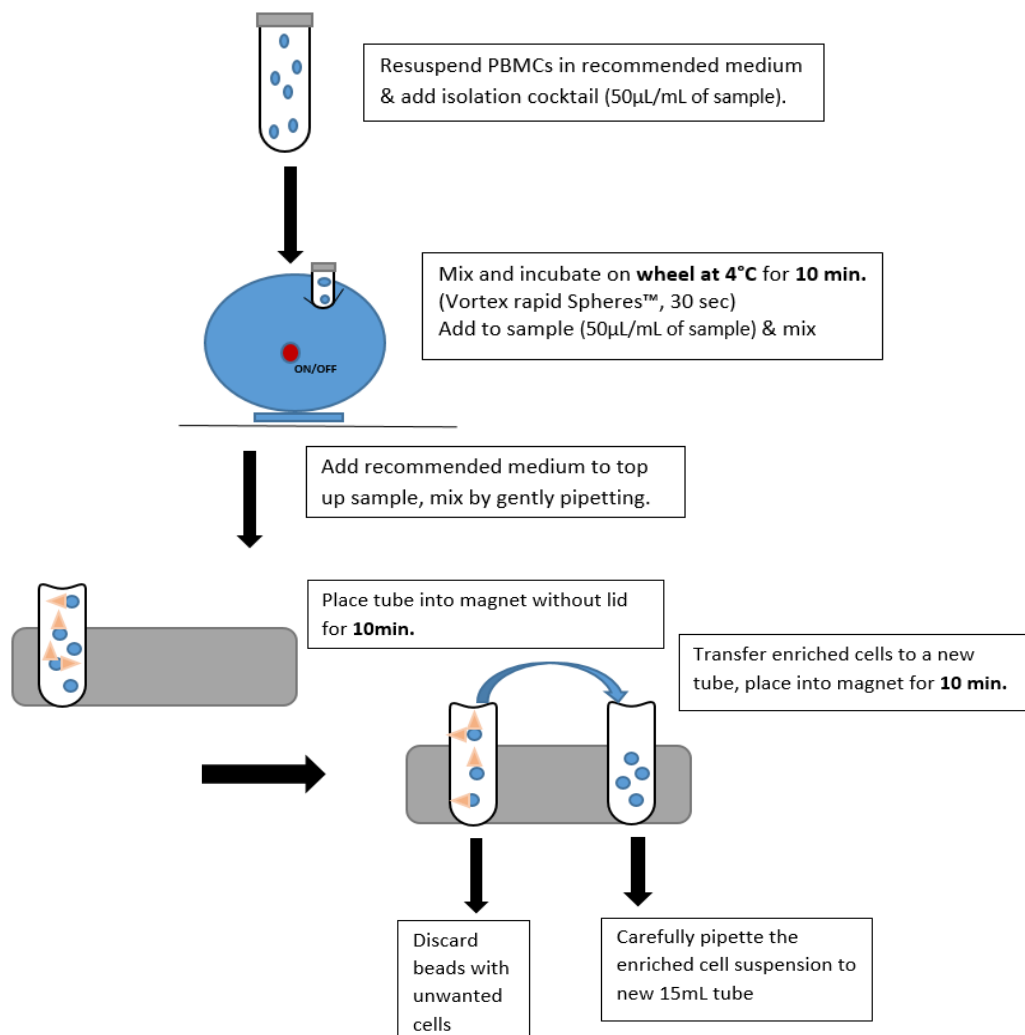 Resuspend PBMCs in recommended medium
& add isolation cocktail (50µL/mL of sample).
Mix and incubate on wheel at 4°C for 10 min.
(Vortex rapid Spheres™, 30 sec)
Add to sample (50µL/mL of sample) & mix
ON/OFF
Add recommended medium to top
up sample, mix by gently pipetting.
Place tube into magnet without lid
for 10min.
Transfer enriched cells to a new
tube, place into magnet for 10 min.
Discard
beads with
unwanted
cells
Carefully pipette the
enriched cell suspension to
new 15mL tube